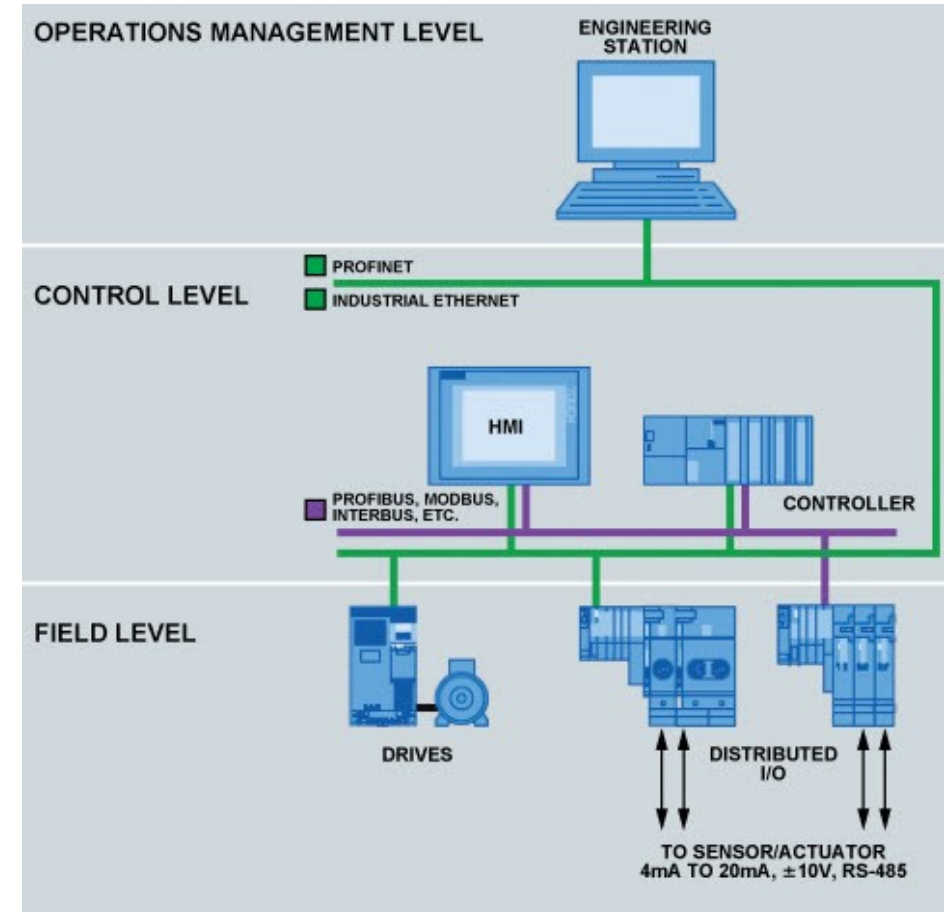 OPERATIONS MANAGEMENT LEVEL
ENGINEERING
STATION
CONTROL LEVEL
PROFINET
INDUSTRIAL ETHERNET
HMI
PROFIBUS, MODBUS,
INTERBUS, ETC.
CONTROLLER
FIELD LEVEL
DRIVES
DISTRIBUTED
I/O
TO SENSOR/ACTUATOR
4mA TO 20mA, ±10V, RS-485